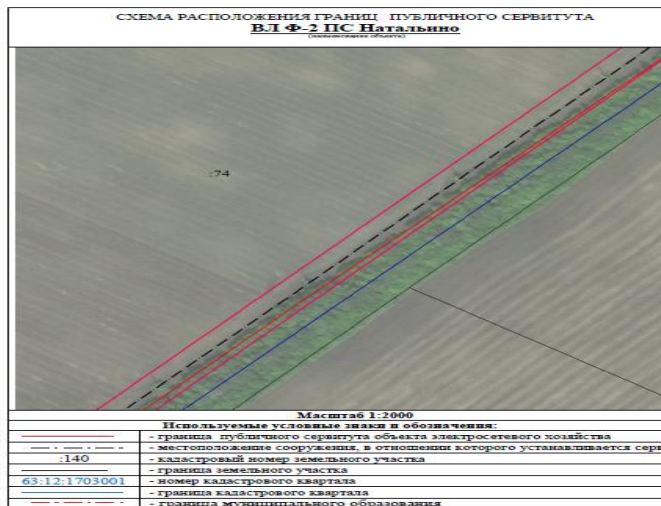 СХЕМА РАСПОЛОЖЕНИЯ ГРАНИЦ ПУБЛИЧНОГО СЕРВИТУТА
ВЛ Ф-2 ПС Натальино
(наименование объекта)
:74
Масштаб 1:2000
Используемые условные знаки и обозначения:
- граница публичного сервитута объекта электросетевого хозяйства
- местоположение сооружения, в отношении которого устанавливается серв
:140 - кадастровый номер земельного участка
- граница земельного участка
63:12:1703001 - номер кадастрового квартала
- граница кадастрового квартала
- граница муниципального образования